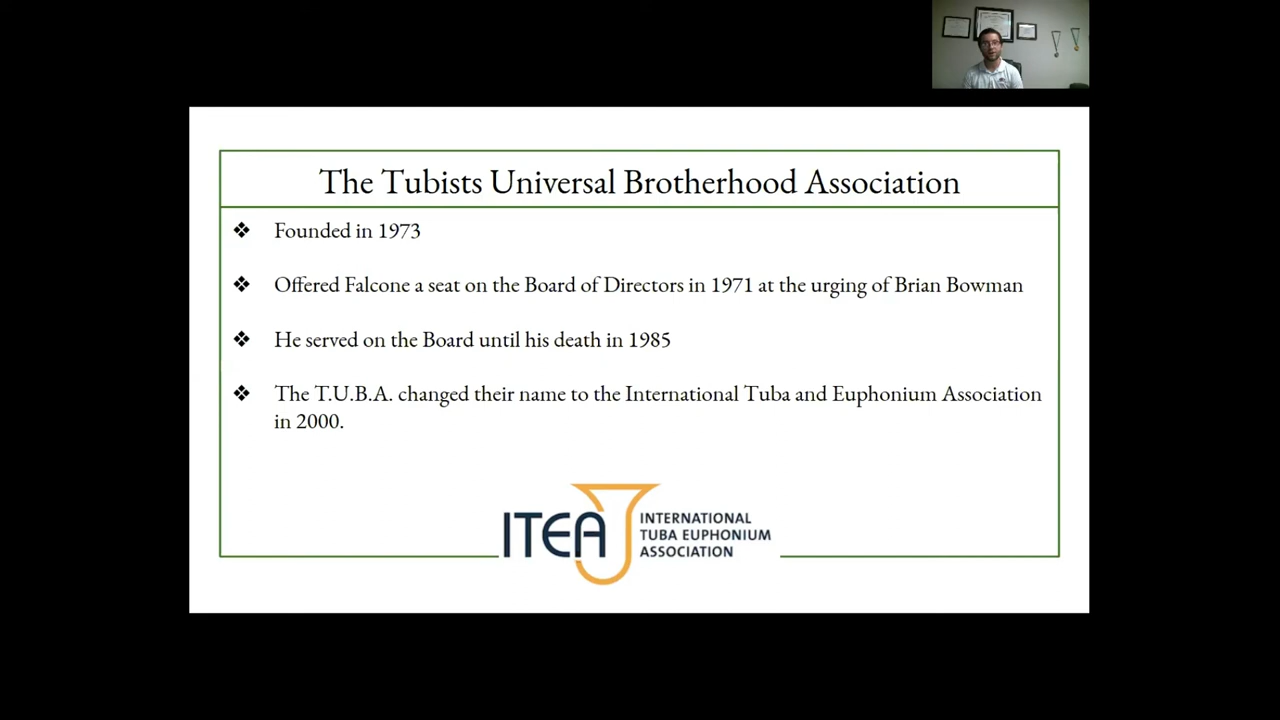 The Tubists Universal Brotherhood Association
❖ Founded in 1973
❖ Offered Falcone a seat on the Board of Directors in 1971 at the urging of Brian Bowman
❖ He served on the Board until his death in 1985
❖ The T.U.B.A. changed their name to the International Tuba and Euphonium Association
in 2000.
ITEA
INTERNATIONAL
TUBA EUPHONIUM
ASSOCIATION